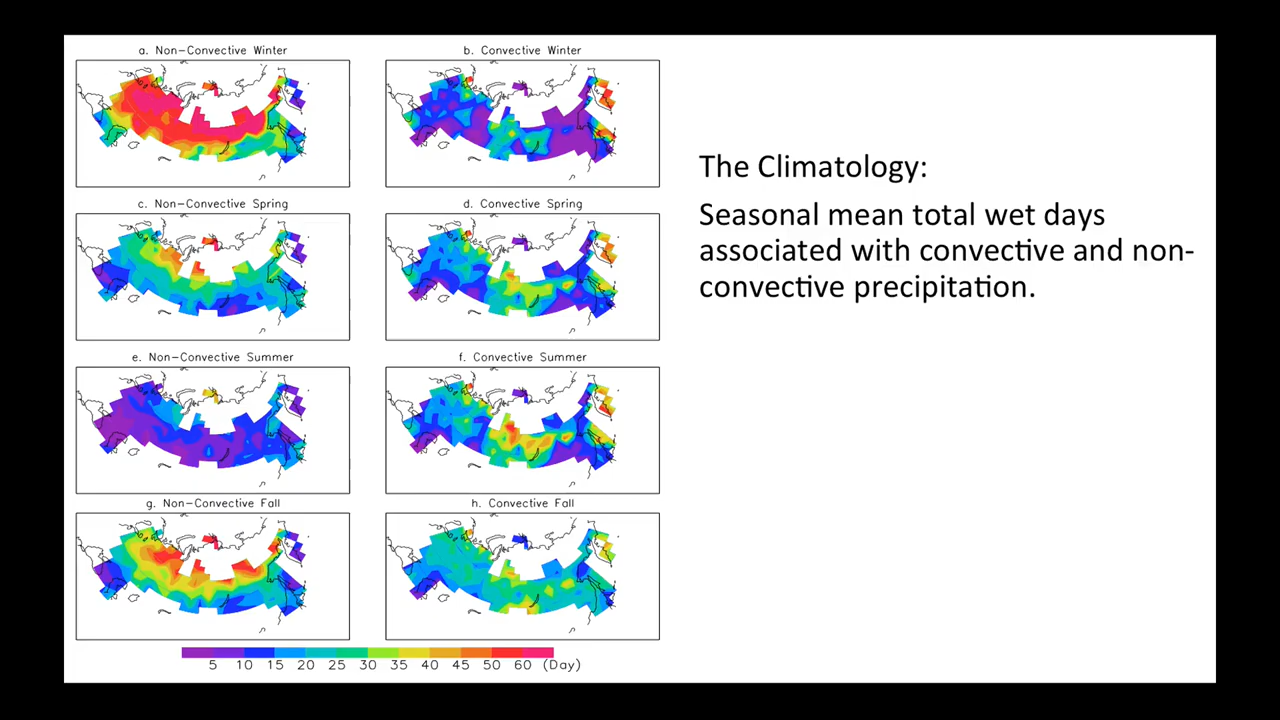 a. Non-Convective Winter
b. Convective Winter
c. Non-Convective Spring
d. Convective Spring
e. Non-Convective Summer
f. Convective Summer
g. Non-Convective Fall
h. Convective Fall
5 10 15 20 25 30 35 40 45 50 60 (Day)
The Climatology:
Seasonal mean total wet days
associated with convective and non-
convective precipitation.